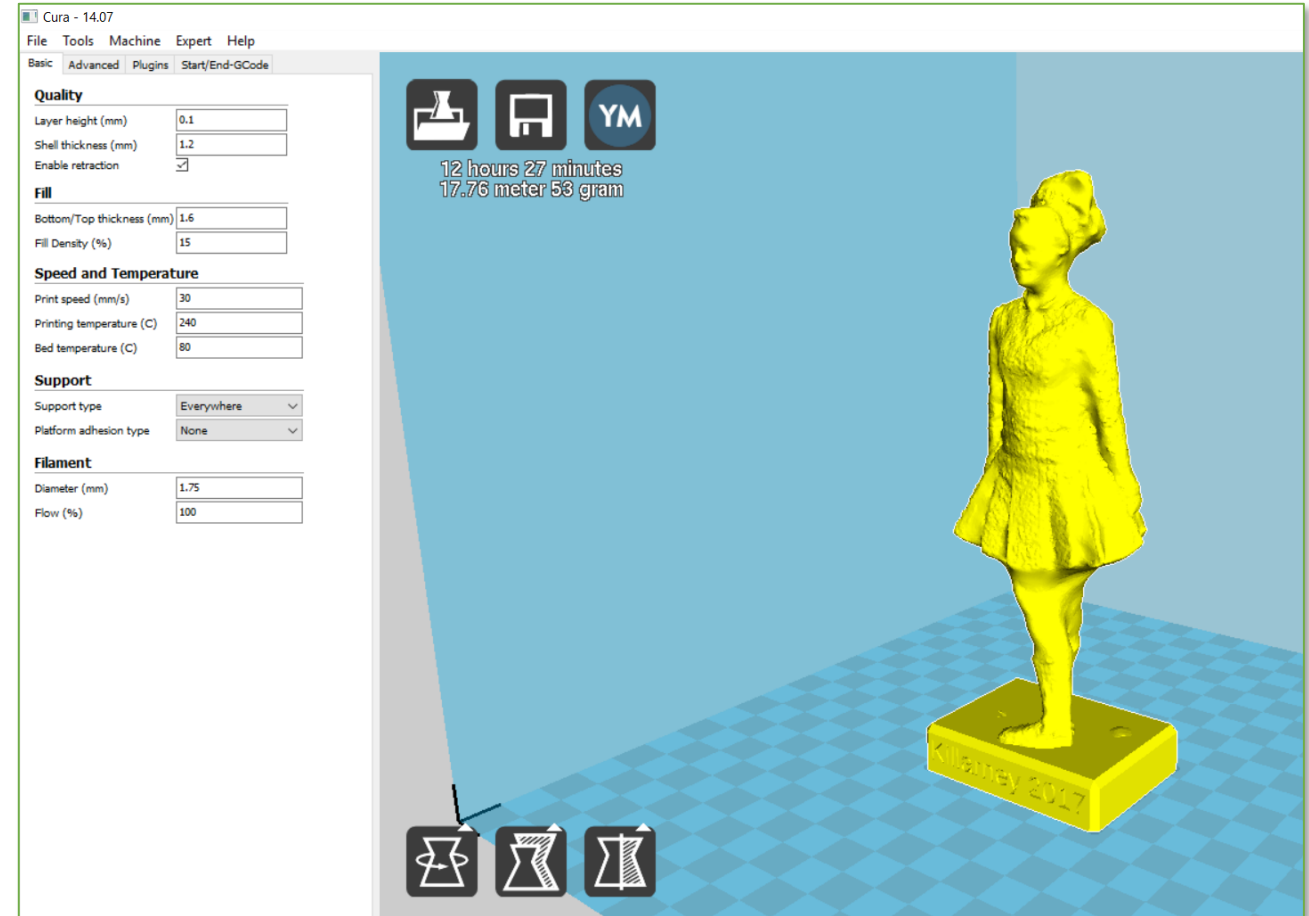 Cura - 14.07
File Tools Machine Expert Help
Basic Advanced Plugins Start/End-GCode
Quality
Layer height (mm) 0.1
Shell thickness (mm) 1.2
Enable retraction
Fill
Bottom/Top thickness (mm) 1.6
Fill Density (%) 15
Speed and Temperature
Print speed (mm/s) 30
Printing temperature (C) 240
Bed temperature (C) 80
Support
Support type Everywhere
Platform adhesion type None
Filament
Diameter (mm) 1.75
Flow (%) 100
YM
12 hours 27 minutes
17.76 meter 53 gram
Killarney 2017